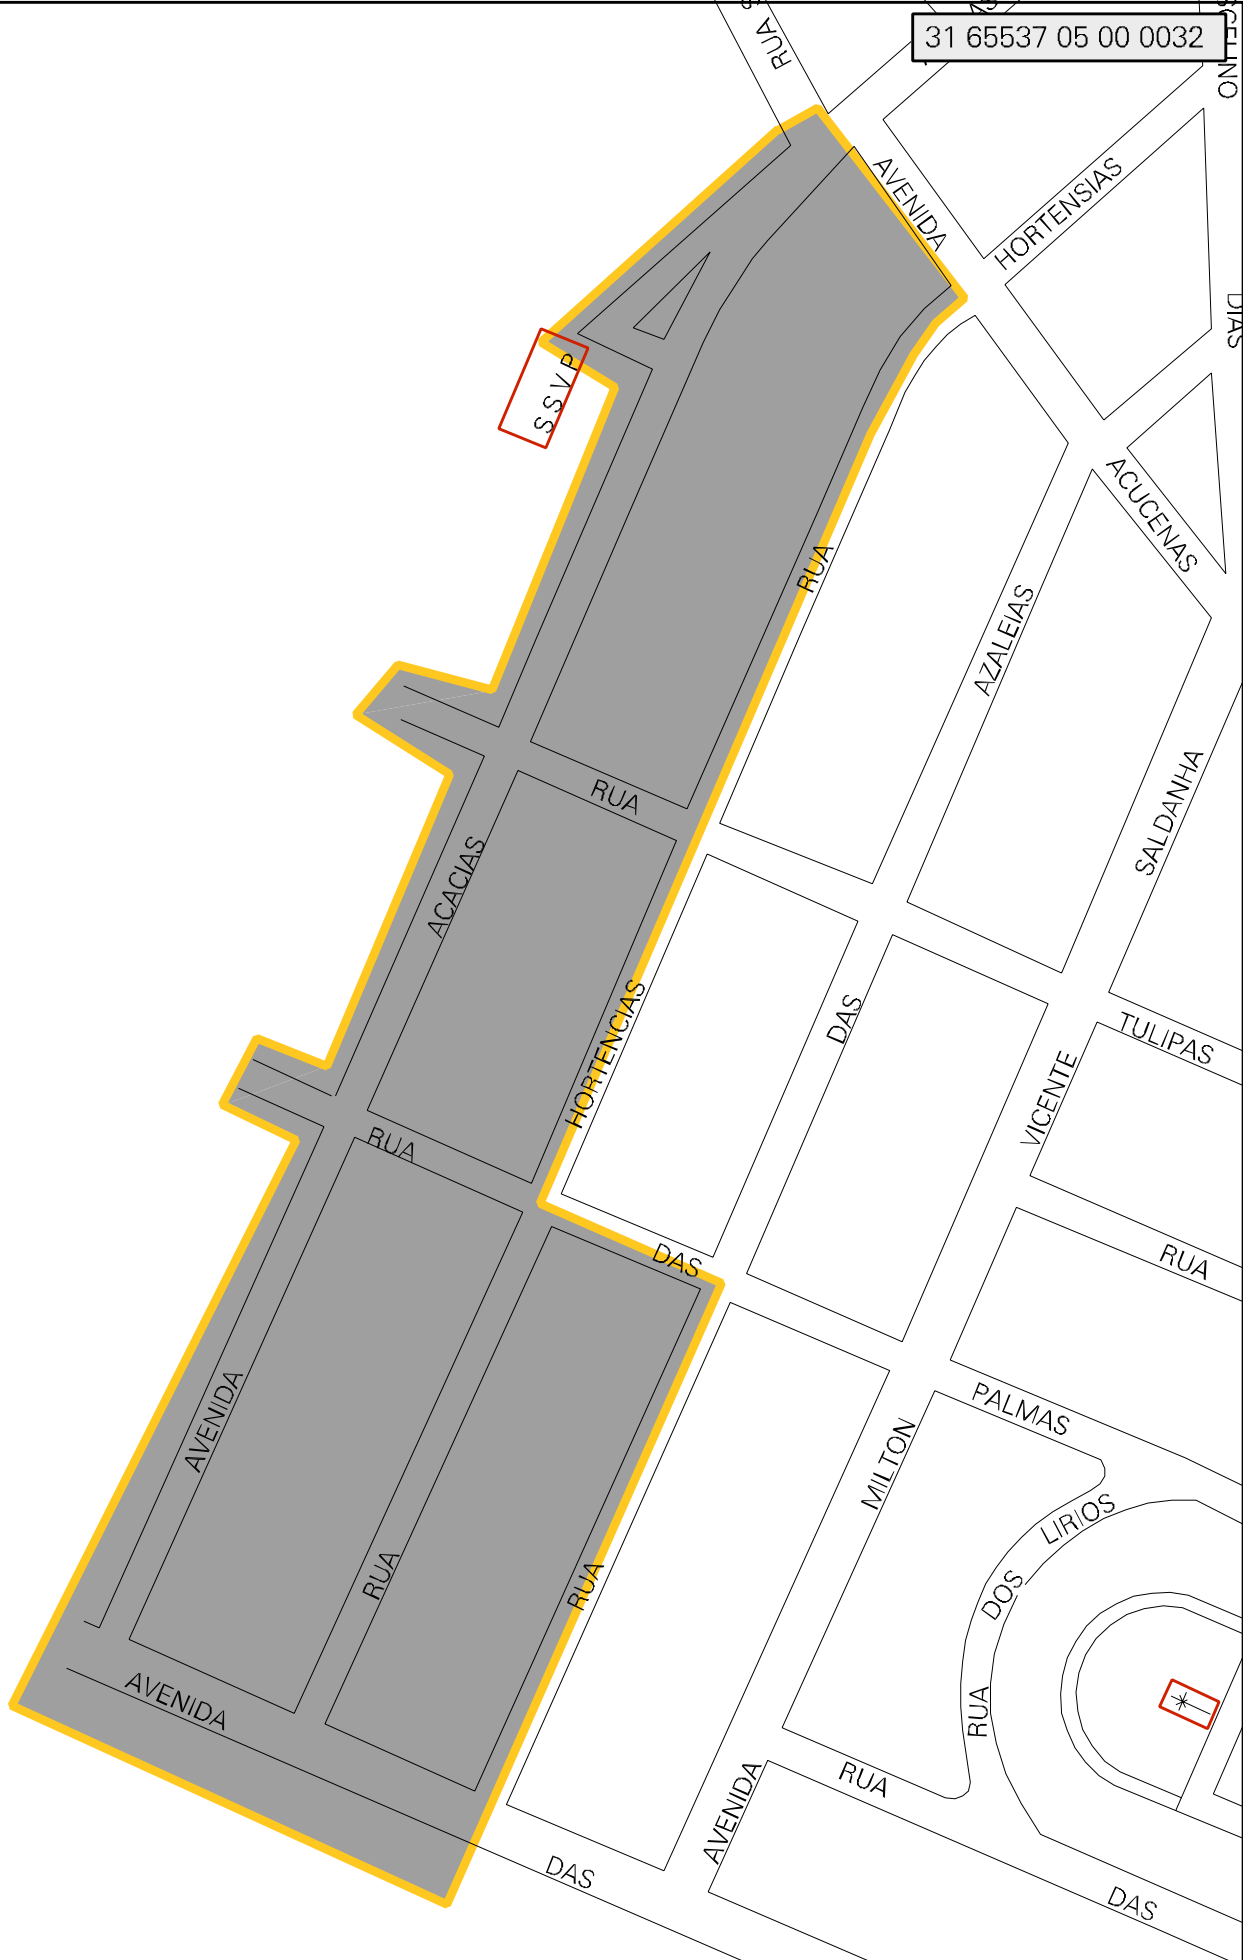 31 65537 05 00 0032
RUA
AVENIDA
HORTENSIAS
DIAS
S S V P
ACUCENAS
RUA
AZALEIAS
SALDANHA
RUA
ACACIAS
DAS
HORTENCIAS
TULIPAS
VICENTE
RUA
DAS
RUA
PALMAS
AVENIDA
MILTON
LIRIOS
DOS
RUA
RUA
RUA
AVENIDA
RUA
AVENIDA
DAS
DAS